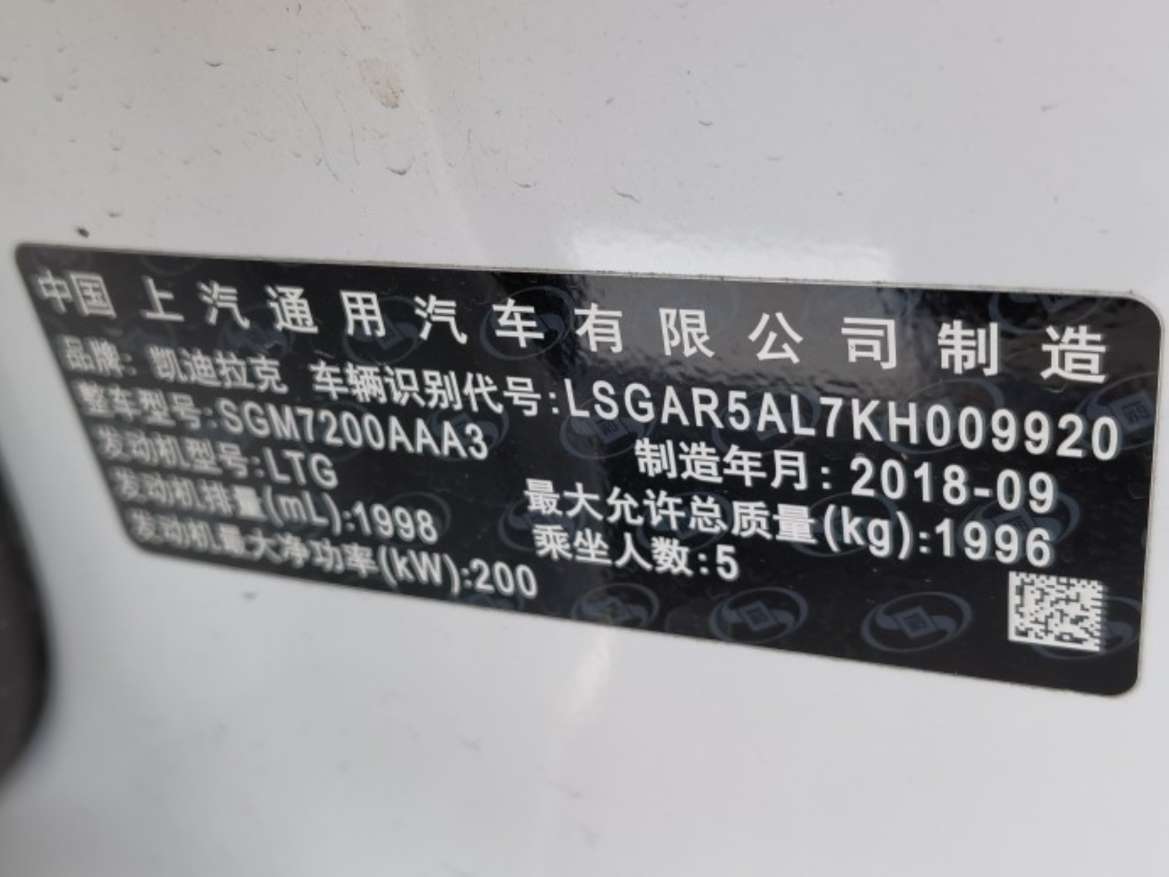 中国上汽通用汽车有限公司制造
品牌: 凯迪拉克 车辆识别代号:LSGAR5AL7KH009920
整车型号:SGM7200AAA3 制造年月: 2018-09
发动机型号:LTG 最大允许总质量(kg):1996
发动机排量(mL):1998 乘坐人数:5
发动机最大净功率(kW):200